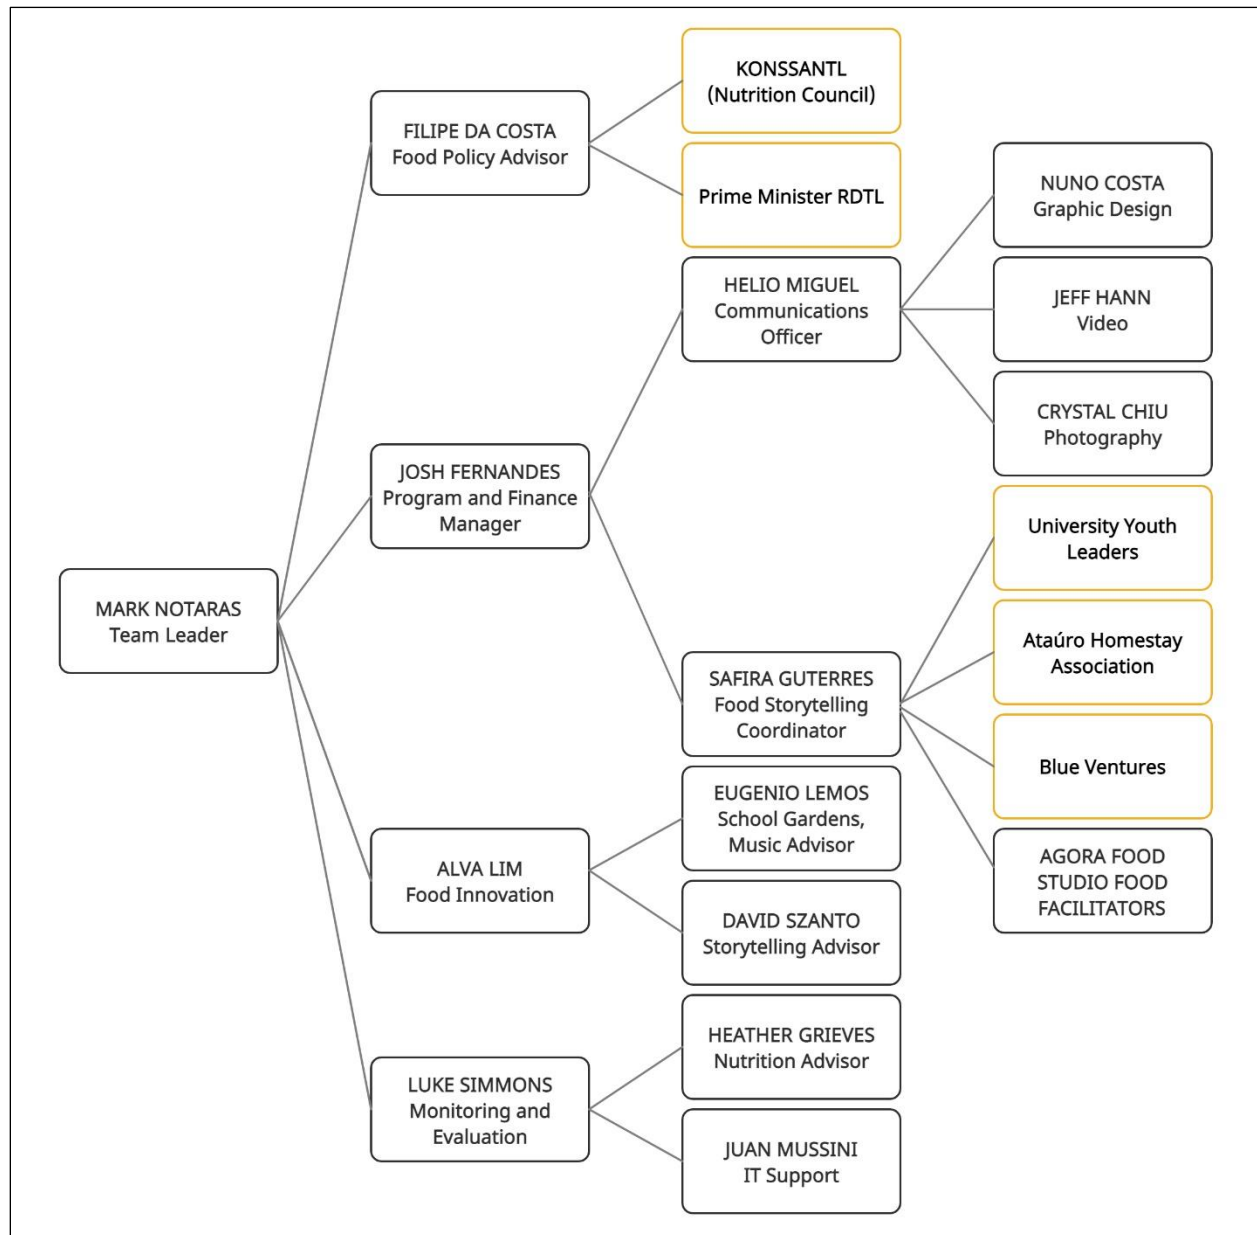 KONSSANTL
(Nutrition Council)
FILIPE DA COSTA
Food Policy Advisor
Prime Minister RDTL
NUNO COSTA
Graphic Design
HELIO MIGUEL
Communications
Officer
JEFF HANN
Video
CRYSTAL CHIU
Photography
JOSH FERNANDES
Program and Finance
Manager
University Youth
Leaders
MARK NOTARAS
Team Leader
Ataúro Homestay
Association
SAFIRA GUTERRES
Food Storytelling
Coordinator
Blue Ventures
EUGENIO LEMOS
School Gardens,
Music Advisor
ALVA LIM
Food Innovation
AGORA FOOD
STUDIO FOOD
FACILITATORS
DAVID SZANTO
Storytelling Advisor
HEATHER GRIEVES
Nutrition Advisor
LUKE SIMMONS
Monitoring and
Evaluation
JUAN MUSSINI
IT Support